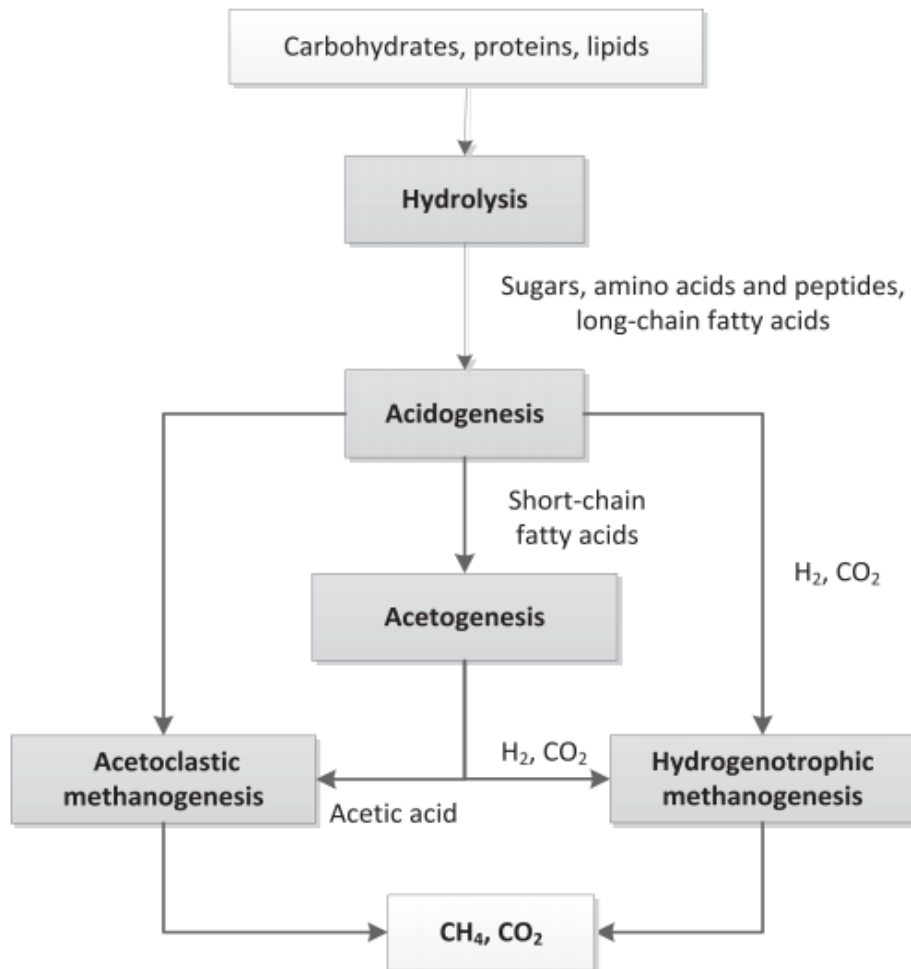 Carbohydrates, proteins, lipids
Hydrolysis
Sugars, amino acids and peptides,
long-chain fatty acids
Acidogenesis
Short-chain
fatty acids
H₂, CO₂
Acetogenesis
Acetoclastic
methanogenesis
H₂, CO₂
Acetic acid
Hydrogenotrophic
methanogenesis
CH₄, CO₂